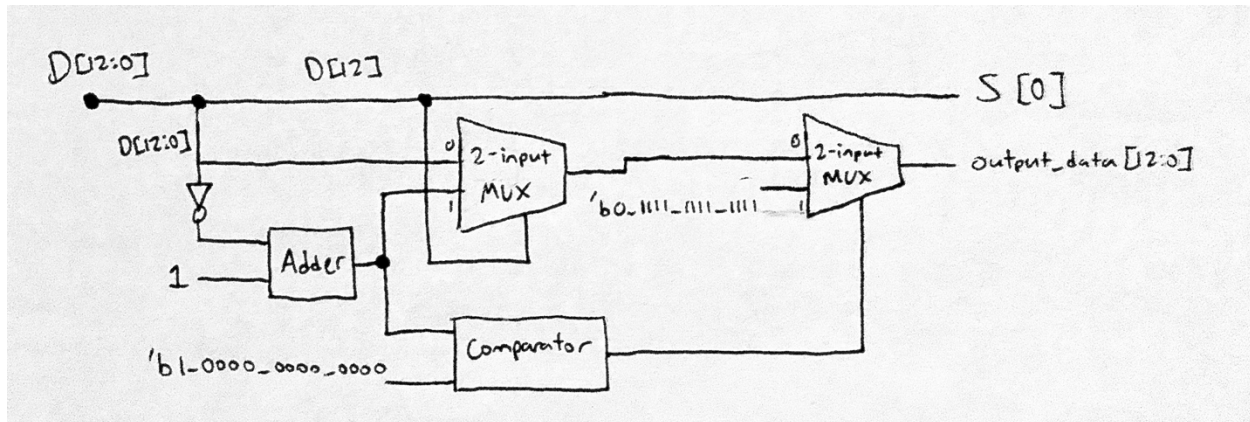 D[12:0]
D[12]
S[0]
D[12:0]
0
2-input
MUX
1
0
2-input
MUX
1
output_data[12:0]
'b0_1111_1111_1111
Adder
1
Comparator
'b1_0000_0000_0000